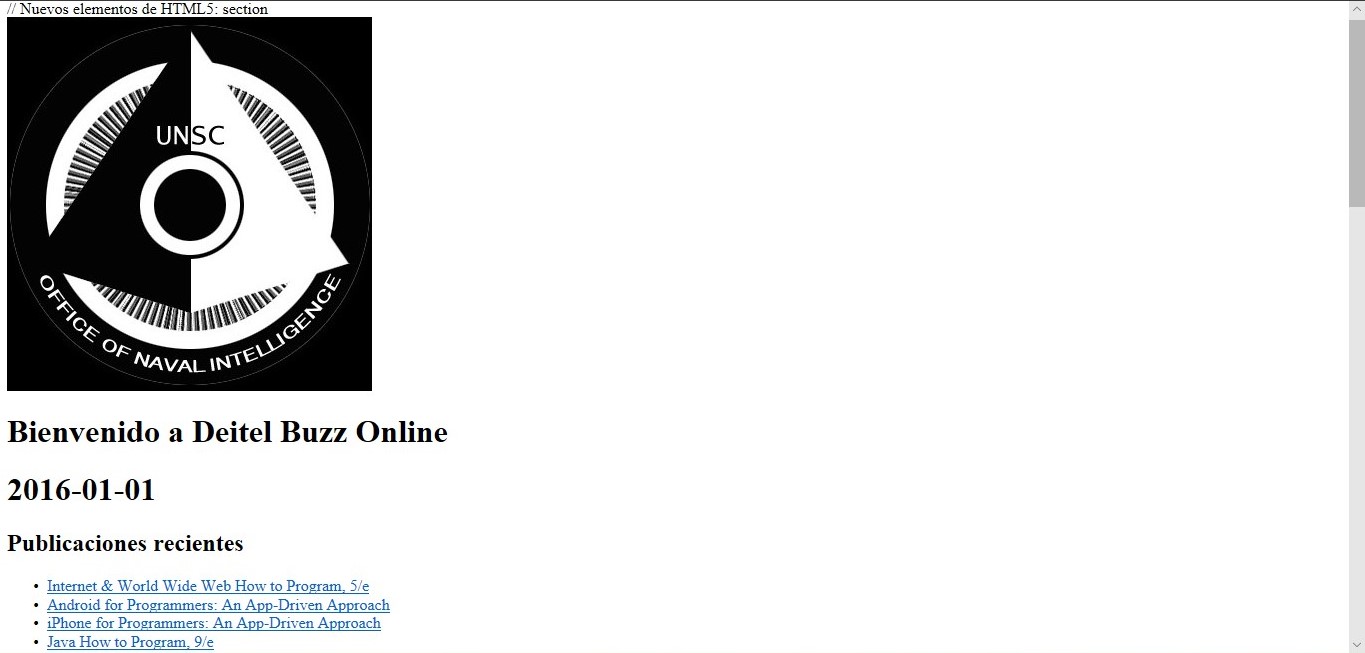 // Nuevos elementos de HTML5: section
UNSC
OFFICE OF NAVAL INTELLIGENCE
Bienvenido a Deitel Buzz Online
2016-01-01
Publicaciones recientes
• Internet & World Wide Web How to Program, 5/e
• Android for Programmers: An App-Driven Approach
• iPhone for Programmers: An App-Driven Approach
• Java How to Program, 9/e